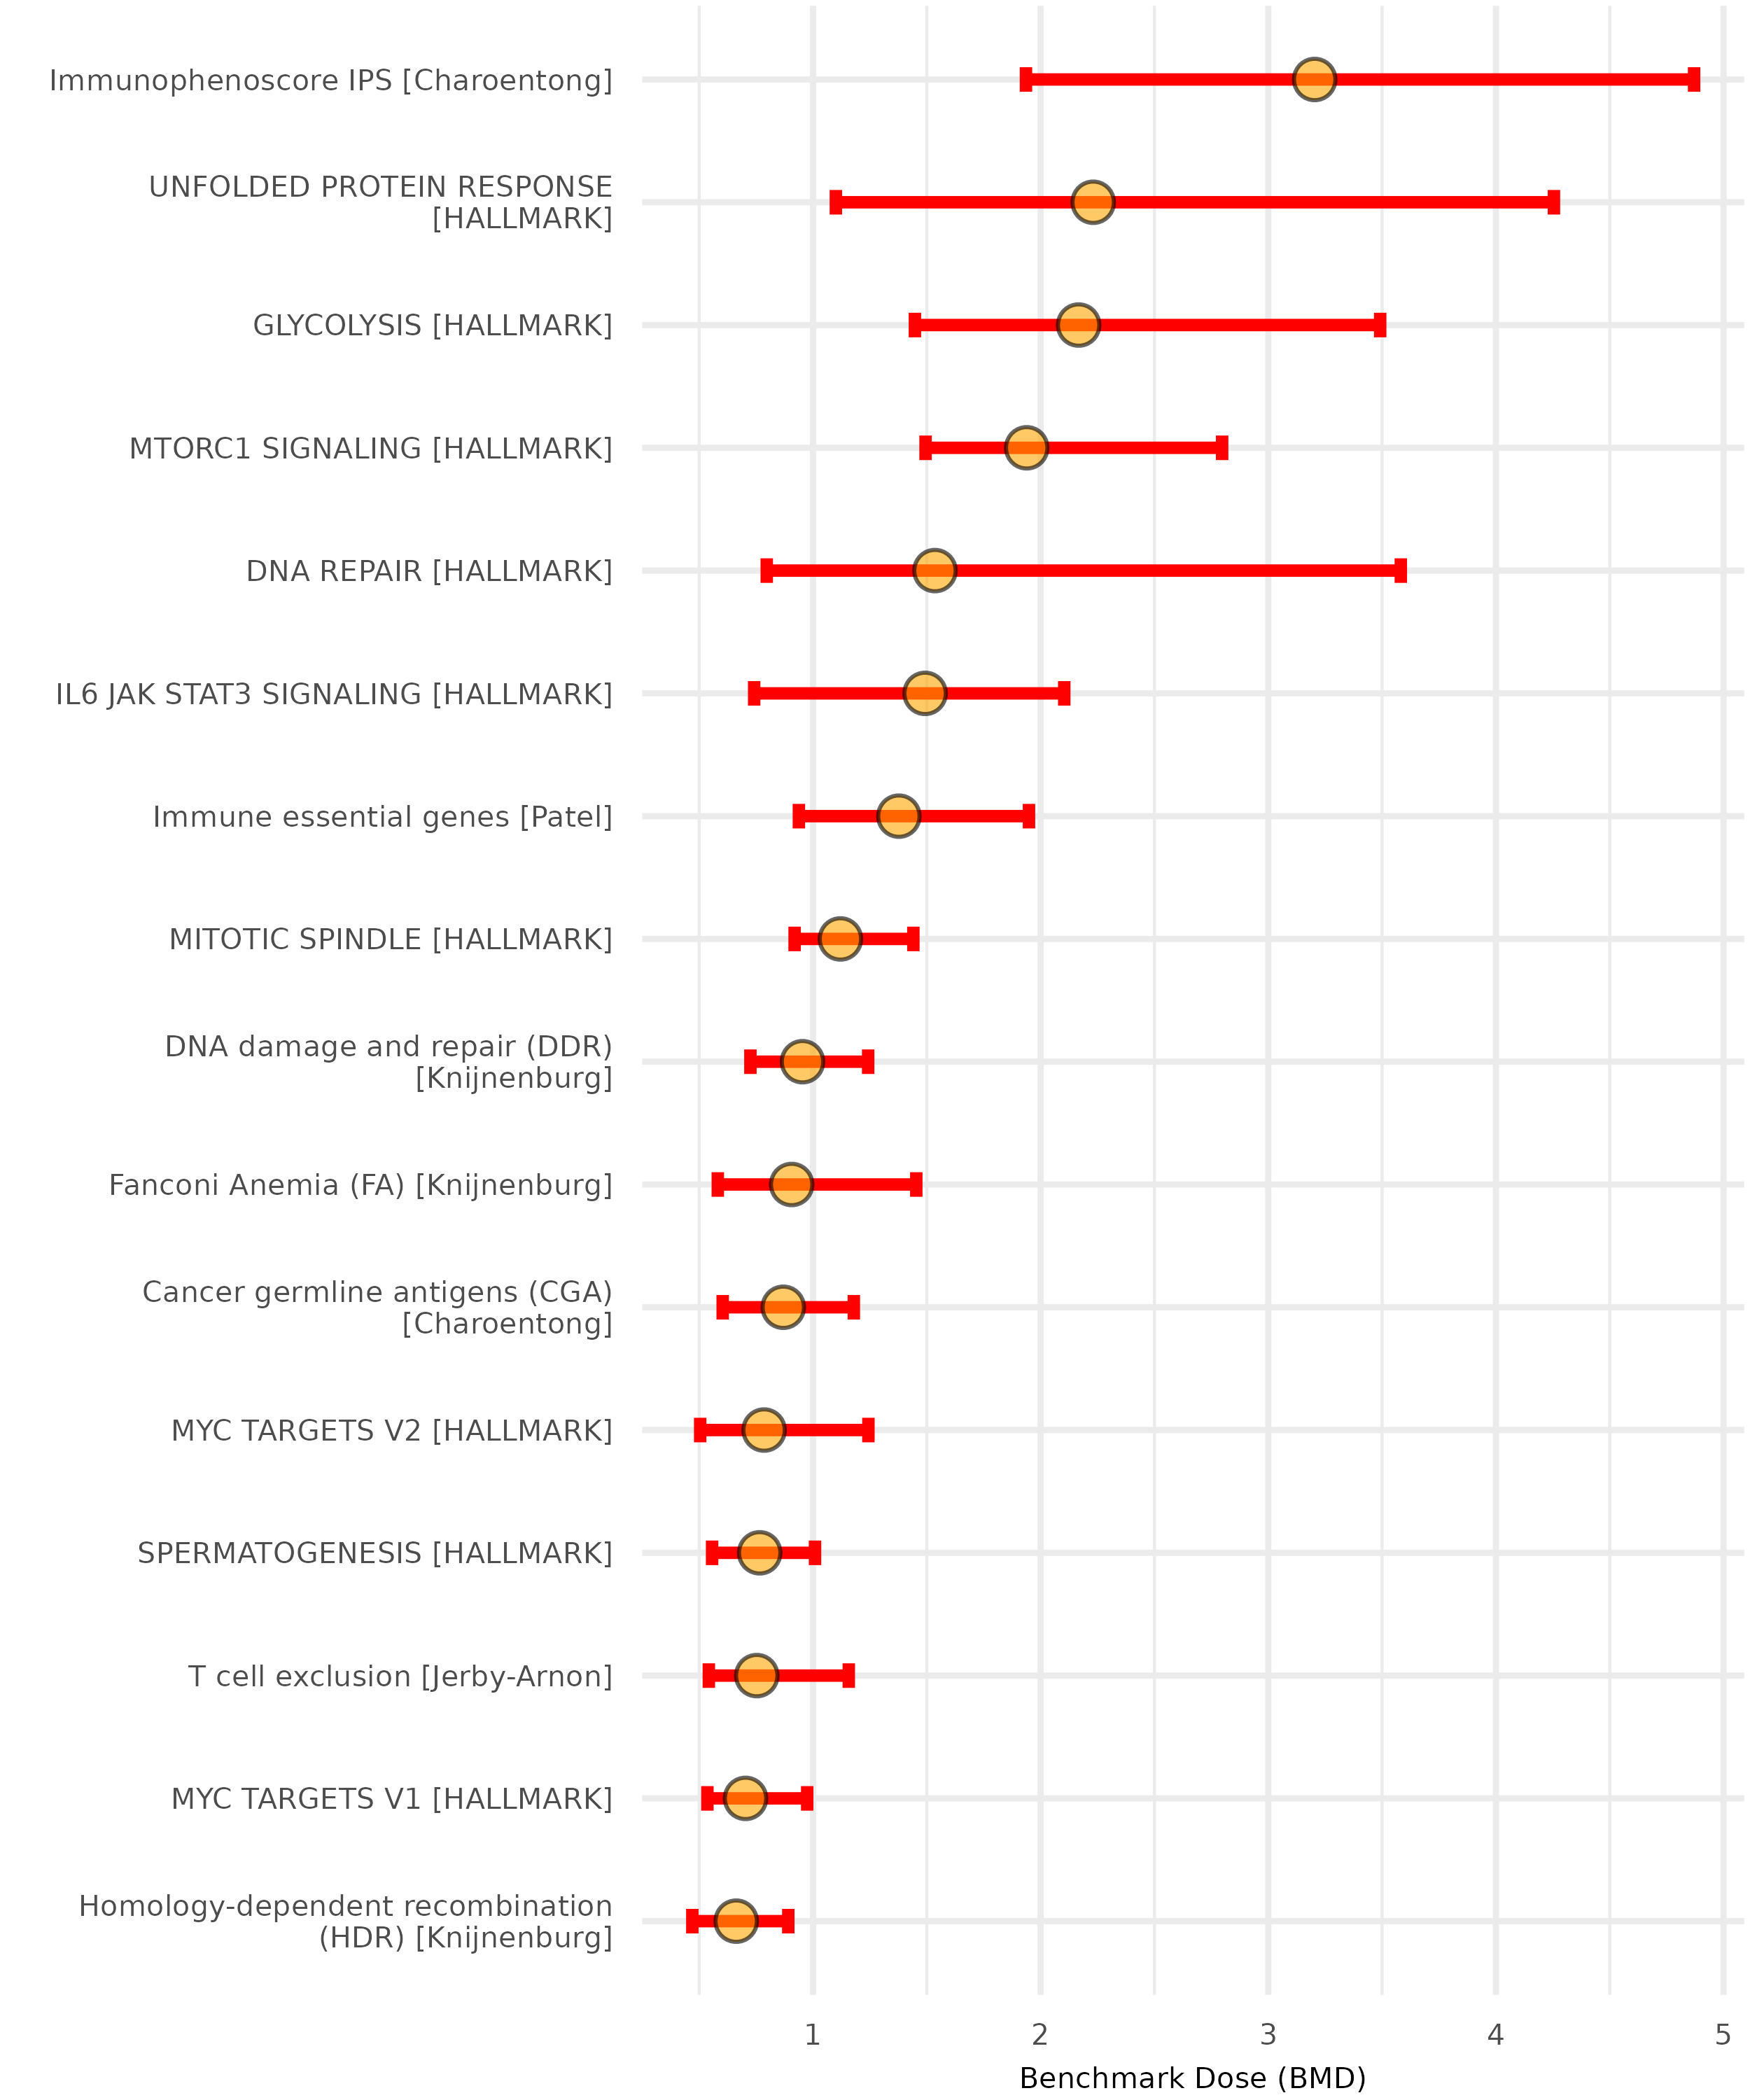 Immunophenoscore IPS [Charoentong]
UNFOLDED PROTEIN RESPONSE
[HALLMARK]
GLYCOLYSIS [HALLMARK]
MTORC1 SIGNALING [HALLMARK]
DNA REPAIR [HALLMARK]
IL6 JAK STAT3 SIGNALING [HALLMARK]
Immune essential genes [Patel]
MITOTIC SPINDLE [HALLMARK]
DNA damage and repair (DDR)
[Knijnenburg]
Fanconi Anemia (FA) [Knijnenburg]
Cancer germline antigens (CGA)
[Charoentong]
MYC TARGETS V2 [HALLMARK]
SPERMATOGENESIS [HALLMARK]
T cell exclusion [Jerby-Arnon]
MYC TARGETS V1 [HALLMARK]
Homology-dependent recombination
(HDR) [Knijnenburg]
1 2 3 4 5
Benchmark Dose (BMD)